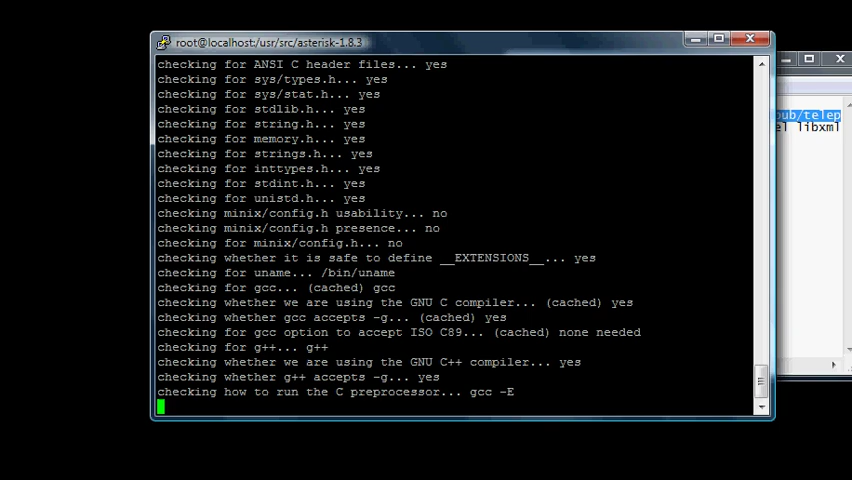 root@localhost:/usr/src/asterisk-1.8.3
checking for ANSI C header files... yes
checking for sys/types.h... yes
checking for sys/stat.h... yes
checking for stdlib.h... yes
checking for string.h... yes
checking for memory.h... yes
checking for strings.h... yes
checking for inttypes.h... yes
checking for stdint.h... yes
checking for unistd.h... yes
checking minix/config.h usability... no
checking minix/config.h presence... no
checking for minix/config.h... no
checking whether it is safe to define __EXTENSIONS__... yes
checking for uname... /bin/uname
checking for gcc... (cached) gcc
checking whether we are using the GNU C compiler... (cached) yes
checking whether gcc accepts -g... (cached) yes
checking for gcc option to accept ISO C89... (cached) none needed
checking for g++... g++
checking whether we are using the GNU C++ compiler... yes
checking whether g++ accepts -g... yes
checking how to run the C preprocessor... gcc -E
pub/telep
el libxml